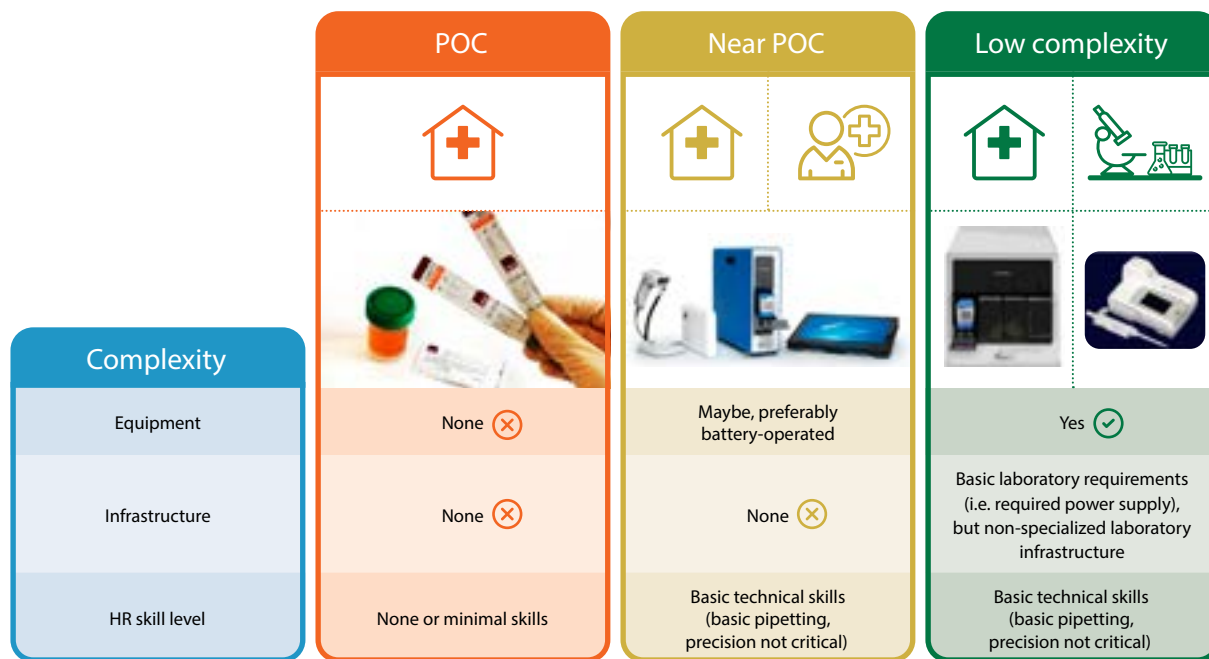 POC
Near POC
Low complexity
Complexity
Equipment
None
Maybe, preferably
battery-operated
Yes
Infrastructure
None
None
Basic laboratory requirements
(i.e. required power supply),
but non-specialized laboratory
infrastructure
HR skill level
None or minimal skills
Basic technical skills
(basic pipetting,
precision not critical)
Basic technical skills
(basic pipetting,
precision not critical)